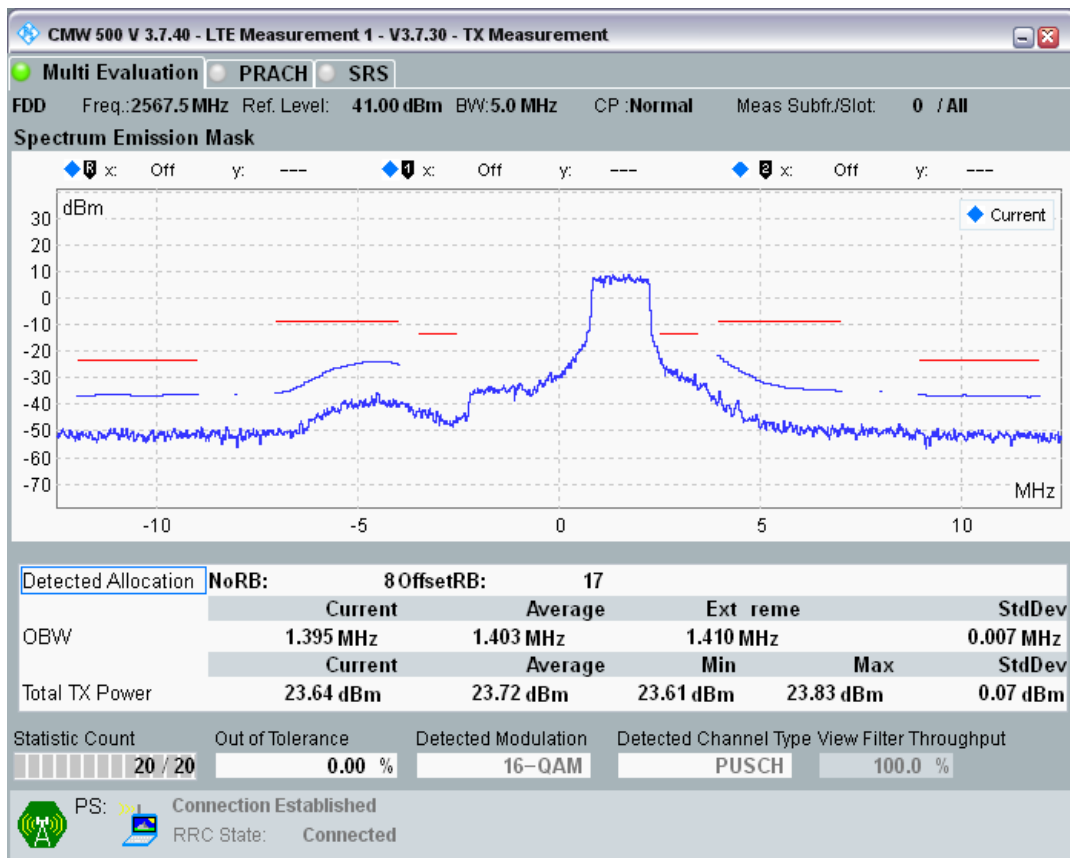 CMW 500 V 3.7.40 - LTE Measurement 1 - V3.7.30 - TX Measurement
Multi Evaluation PRACH SRS
FDD Freq.:2567.5 MHz Ref. Level: 41.00 dBm BW:5.0 MHz CP :Normal Meas Subfr./Slot: 0 / All
Spectrum Emission Mask
R x: Off y: --- 1 x: Off y: --- 2 x: Off y: ---
dBm
Current
30
20
10
0
-10
-20
-30
-40
-50
-60
-70
MHz
-10 -5 0 5 10
Detected Allocation NoRB: 8 OffsetRB: 17
Current Average Ext reme StdDev
OBW 1.395 MHz 1.403 MHz 1.410 MHz 0.007 MHz
Current Average Min Max StdDev
Total TX Power 23.64 dBm 23.72 dBm 23.61 dBm 23.83 dBm 0.07 dBm
Statistic Count Out of Tolerance Detected Modulation Detected Channel Type View Filter Throughput
20 / 20 0.00 % 16-QAM PUSCH 100.0 %
PS: Connection Established
RRC State: Connected